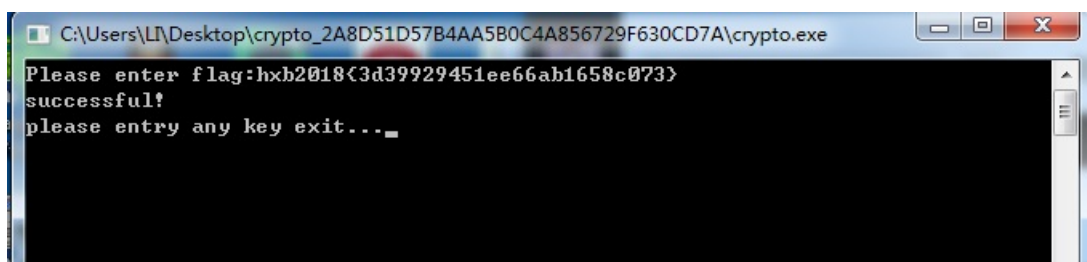 C:\Users\LI\Desktop\crypto_2A8D51D57B4AA5B0C4A856729F630CD7A\crypto.exe
Please enter flag:hxb2018{3d39929451ee66ab1658c073}
successful!
please entry any key exit..._